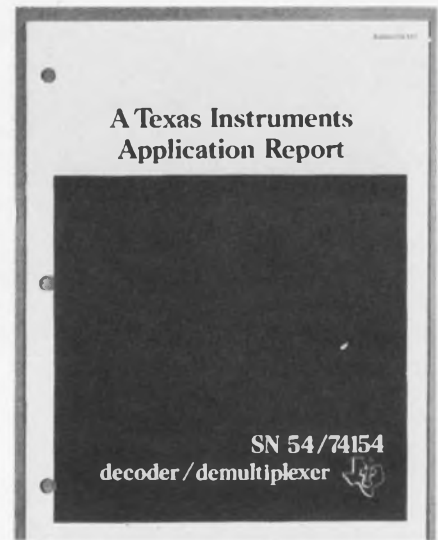 A Texas Instruments
Application Report
SN 54/74154
decoder/demultiplexer